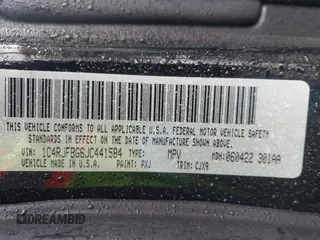 THIS VEHICLE CONFORMS TO ALL APPLICABLE U.S.A. FEDERAL MOTOR VEHICLE SAFETY
STANDARDS IN EFFECT ON THE DATE OF MANUFACTURE SHOWN ABOVE.
VIN: 1C4RJFBG6JC441584 TYPE: MPV MDH: 060422 301AA
VEHICLE MADE IN U.S.A. PAINT: PXJ TRIM: CJX9
DREAMBID